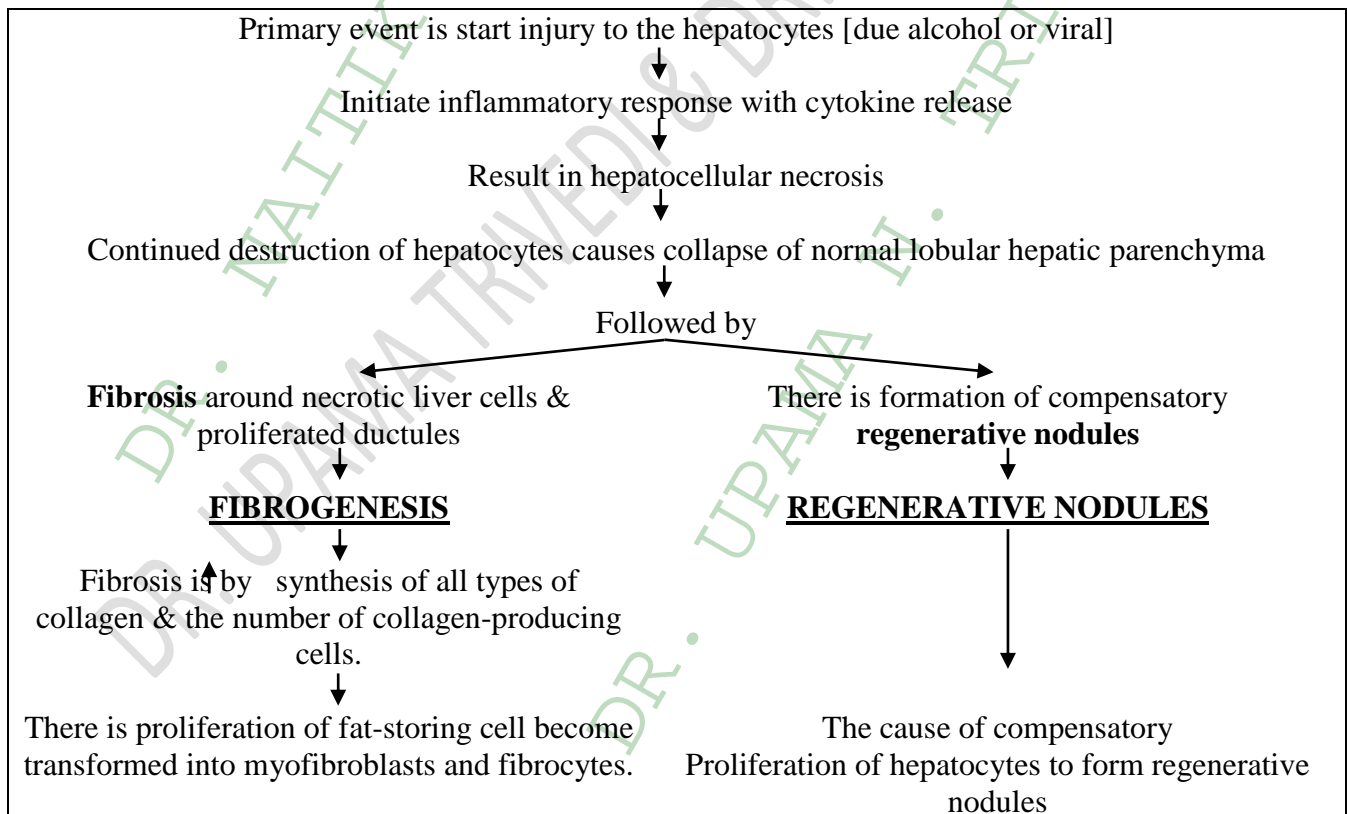 Primary event is start injury to the hepatocytes [due alcohol or viral]
Initiate inflammatory response with cytokine release
Result in hepatocellular necrosis
Continued destruction of hepatocytes causes collapse of normal lobular hepatic parenchyma
Followed by
Fibrosis around necrotic liver cells &
proliferated ductules
There is formation of compensatory
regenerative nodules
FIBROGENESIS
REGENERATIVE NODULES
Fibrosis is by synthesis of all types of
collagen & the number of collagen-producing
cells.
There is proliferation of fat-storing cell become
transformed into myofibroblasts and fibrocytes.
The cause of compensatory
Proliferation of hepatocytes to form regenerative
nodules
DR. NAITIK
DR. UPAMA TRIVEDI & DR.
DR. UPAMA N. TRI